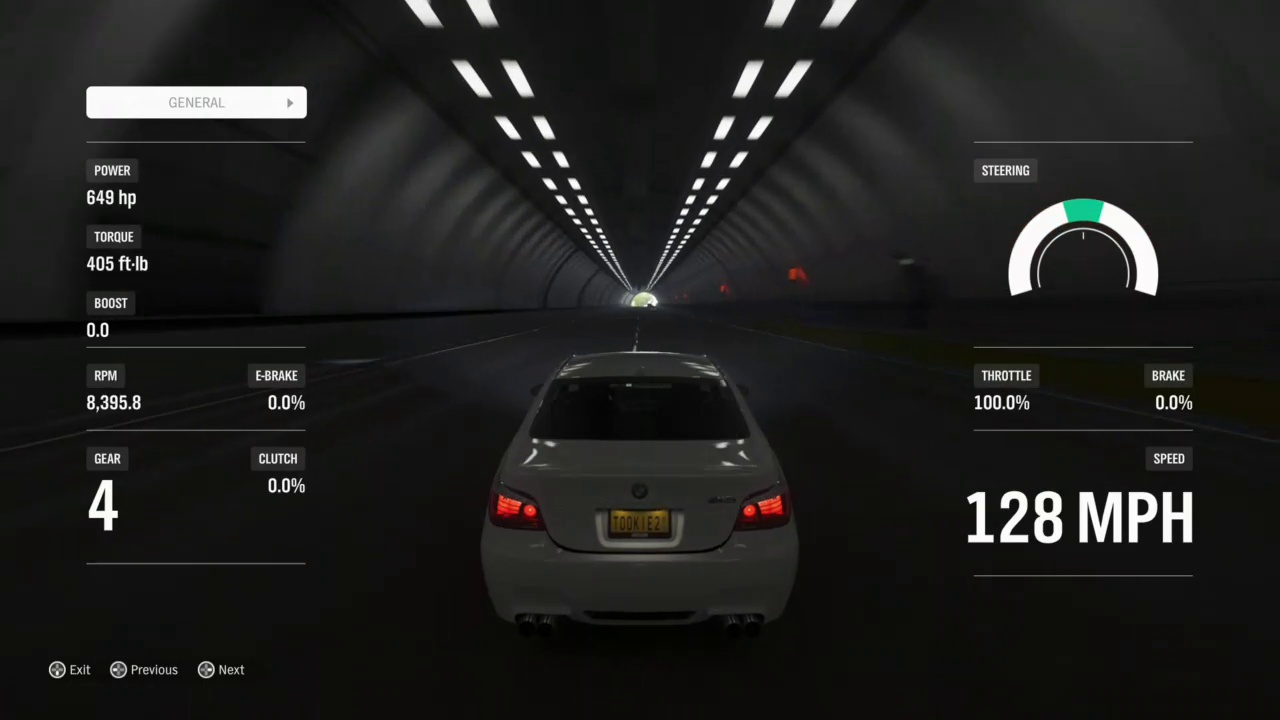 GENERAL
POWER
649 hp
TORQUE
405 ft·lb
BOOST
0.0
RPM
E-BRAKE
8,395.8
0.0%
GEAR
CLUTCH
4
0.0%
STEERING
THROTTLE
BRAKE
100.0%
0.0%
SPEED
128 MPH
TOOKIE2
Exit
Previous
Next